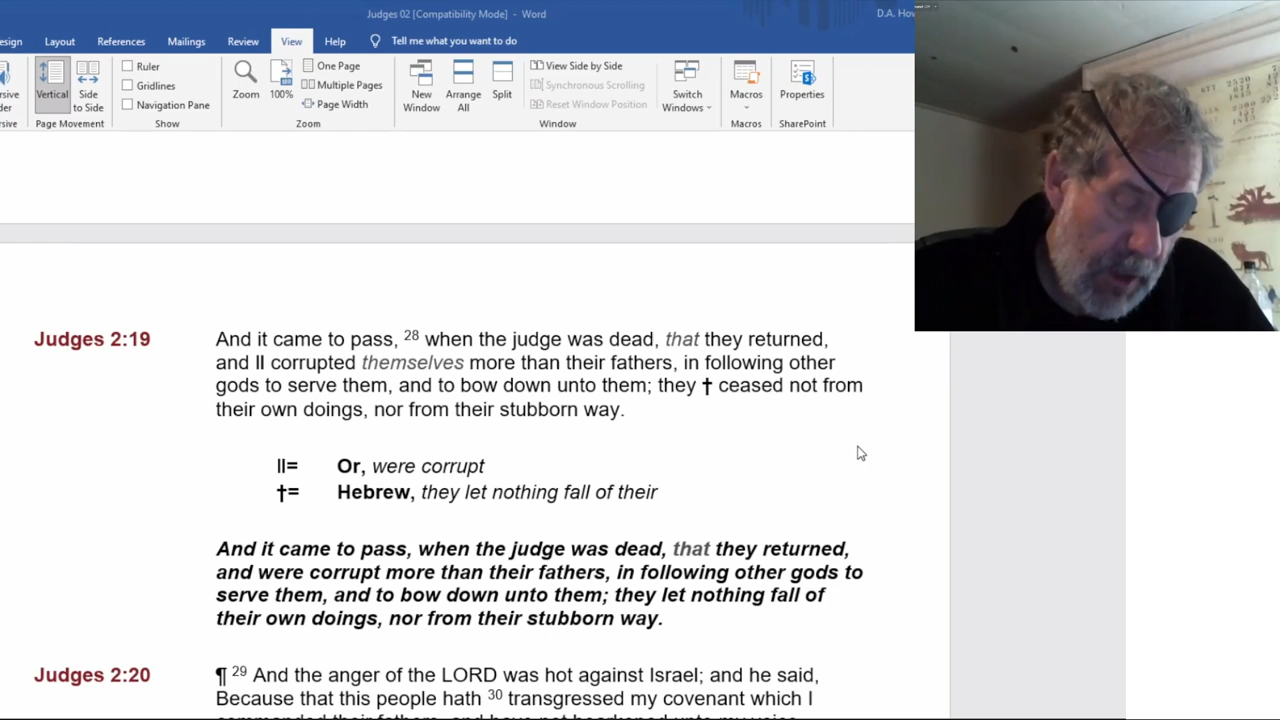 Judges 02 [Compatibility Mode] - Word
D.A. Hov
esign Layout References Mailings Review View Help Tell me what you want to do
Ruler
Gridlines
Navigation Pane
Vertical
Side
to Side
Page Movement
Show
Zoom
100%
One Page
Multiple Pages
Page Width
Zoom
New
Window
Arrange
All
Split
View Side by Side
Synchronous Scrolling
Reset Window Position
Window
Switch
Windows
Macros
Macros
Properties
SharePoint
Judges 2:19
And it came to pass, 28 when the judge was dead, that they returned,
and II corrupted themselves more than their fathers, in following other
gods to serve them, and to bow down unto them; they † ceased not from
their own doings, nor from their stubborn way.
II= Or, were corrupt
†= Hebrew, they let nothing fall of their
And it came to pass, when the judge was dead, that they returned,
and were corrupt more than their fathers, in following other gods to
serve them, and to bow down unto them; they let nothing fall of
their own doings, nor from their stubborn way.
Judges 2:20
¶ 29 And the anger of the LORD was hot against Israel; and he said,
Because that this people hath 30 transgressed my covenant which I